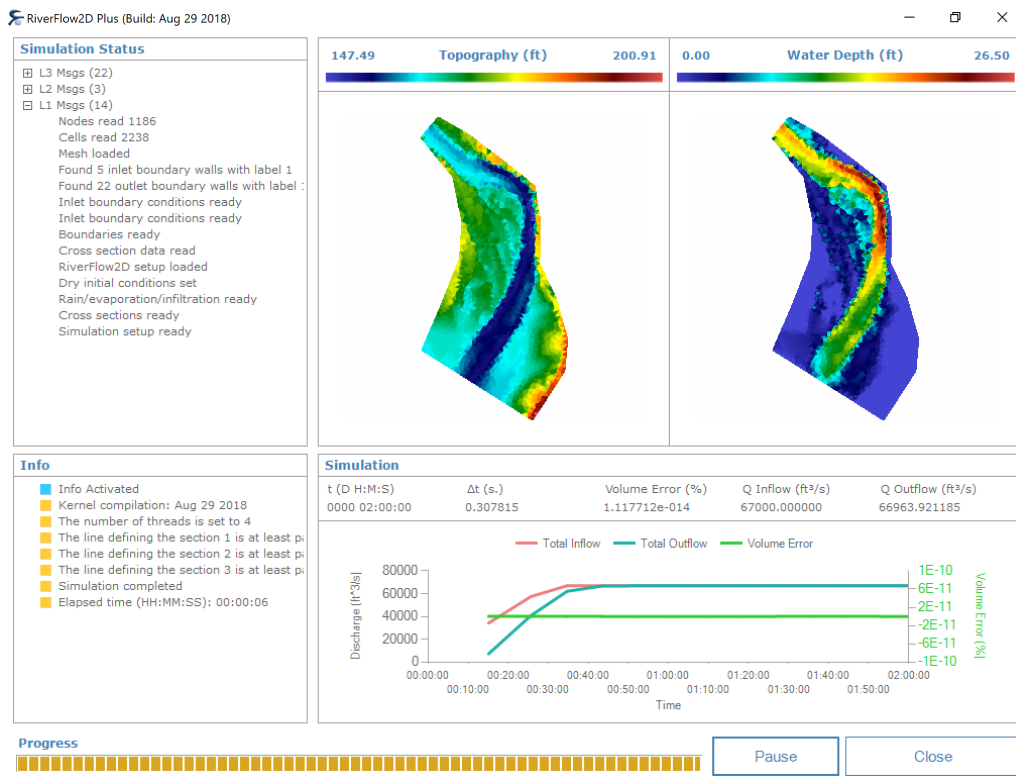 RiverFlow2D Plus (Build: Aug 29 2018)
Simulation Status
L3 Msgs (22)
L2 Msgs (3)
L1 Msgs (14)
Nodes read 1186
Cells read 2238
Mesh loaded
Found 5 inlet boundary walls with label 1
Found 22 outlet boundary walls with label :
Inlet boundary conditions ready
Inlet boundary conditions ready
Boundaries ready
Cross section data read
RiverFlow2D setup loaded
Dry initial conditions set
Rain/evaporation/infiltration ready
Cross sections ready
Simulation setup ready
147.49 Topography (ft) 200.91
0.00 Water Depth (ft) 26.50
Info
Info Activated
Kernel compilation: Aug 29 2018
The number of threads is set to 4
The line defining the section 1 is at least
The line defining the section 2 is at least
The line defining the section 3 is at least
Simulation completed
Elapsed time (HH:MM:SS): 00:00:06
Simulation
t (D H:M:S) Δt (s.) Volume Error (%) Q Inflow (ft³/s) Q Outflow (ft³/s)
0000 02:00:00 0.307815 1.117712e-014 67000.000000 66963.921185
Total Inflow Total Outflow Volume Error
Discharge (ft^3/s)
80000
60000
40000
20000
0
1E-10
6E-11
2E-11
-2E-11
-6E-11
-1E-10
Volume Error (%)
00:00:00 00:20:00 00:40:00 01:00:00 01:20:00 01:40:00 02:00:00
00:10:00 00:30:00 00:50:00 01:10:00 01:30:00 01:50:00
Time
Progress
Pause
Close